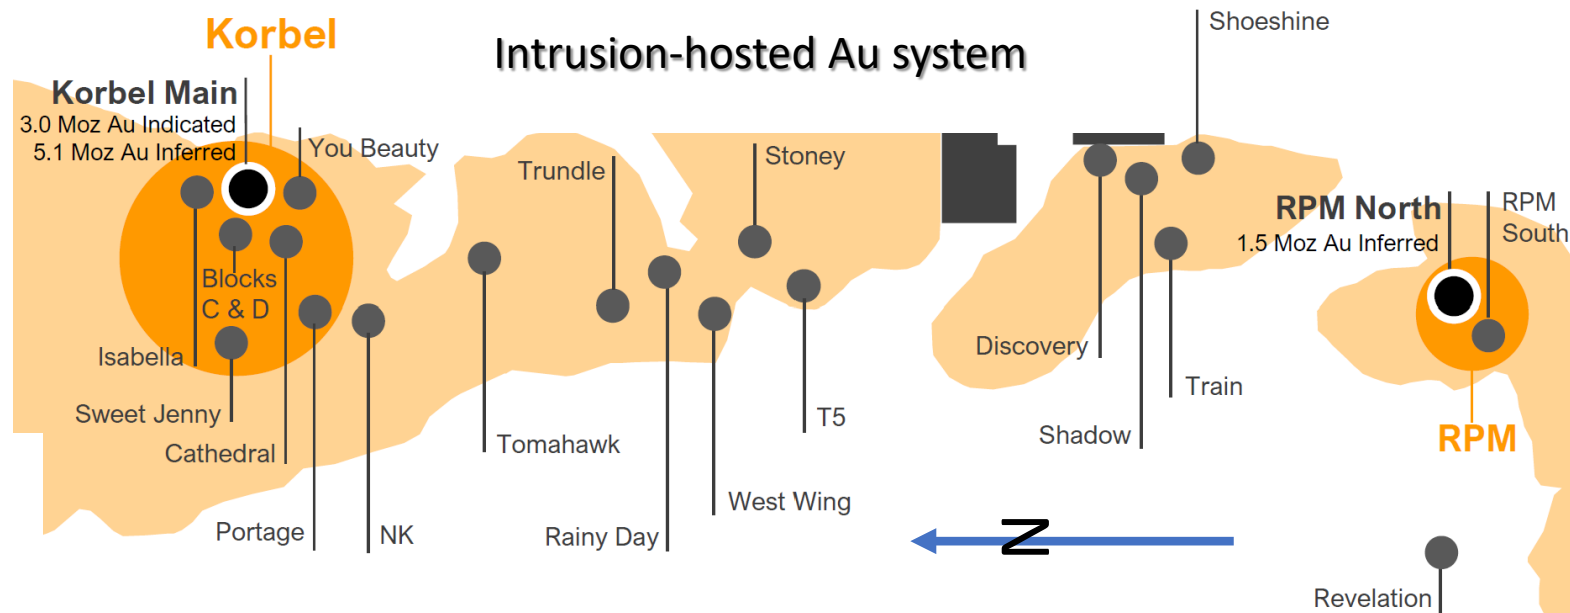 Korbel
Intrusion-hosted Au system
Shoeshine
Korbel Main
3.0 Moz Au Indicated
5.1 Moz Au Inferred
You Beauty
Trundle
Stoney
RPM North
1.5 Moz Au Inferred
RPM
South
Blocks
C & D
Isabella
Sweet Jenny
Cathedral
Portage
NK
Tomahawk
Rainy Day
West Wing
T5
Discovery
Shadow
Train
RPM
N
Revelation